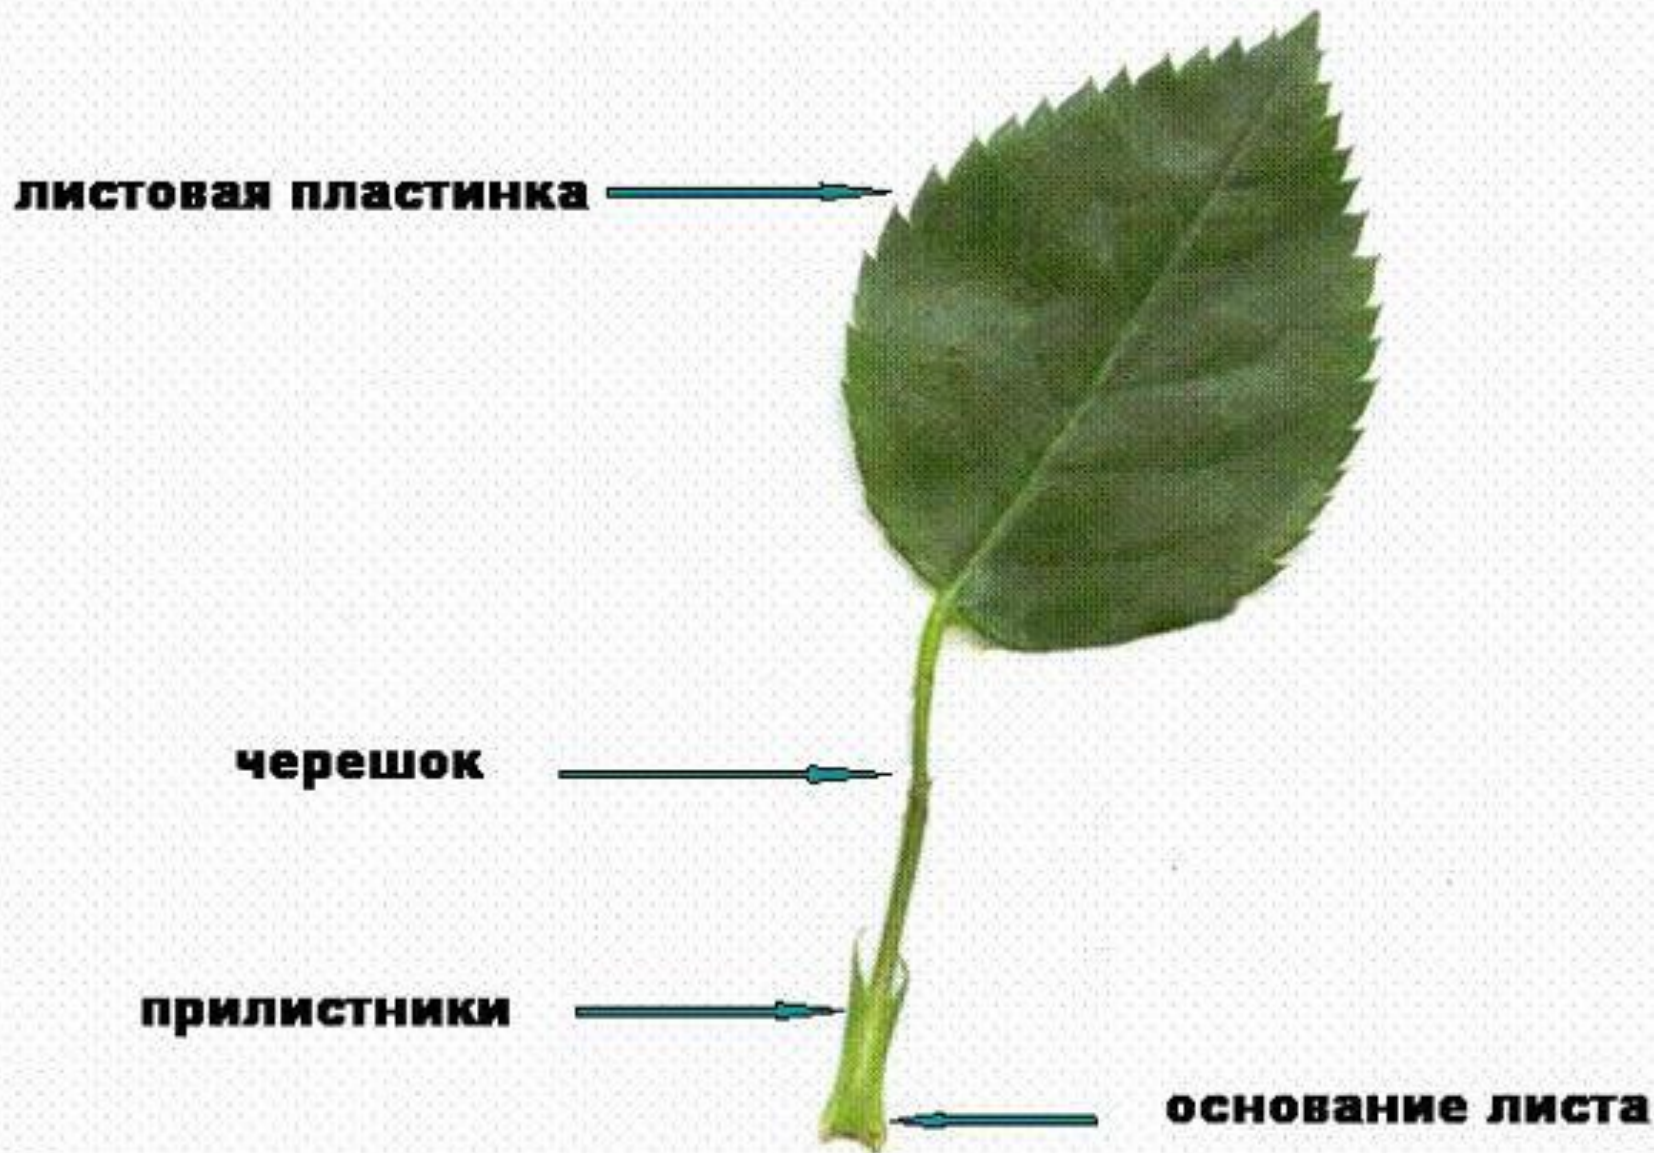 листовая пластинка
черешок
прилистники
основание листа